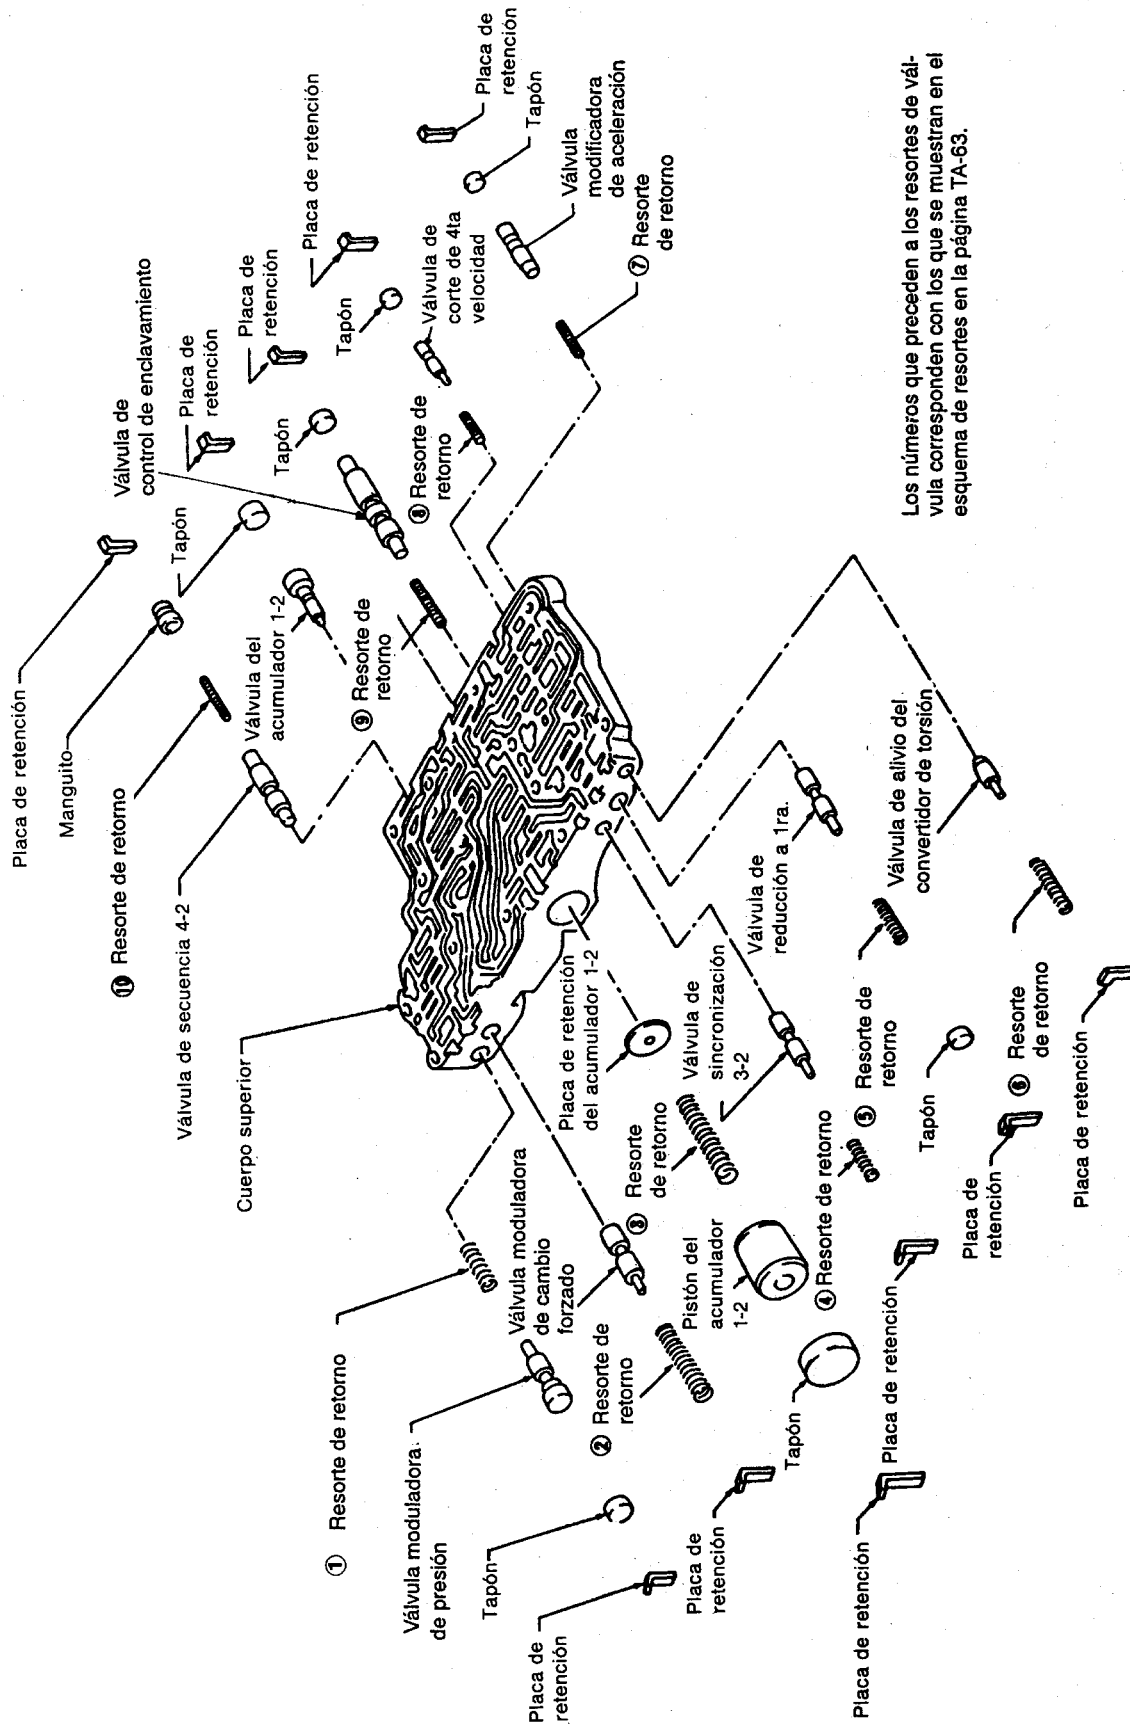 Placa de retención
Manguito
⑩ Resorte de retorno
Válvula de secuencia 4-2
Cuerpo superior
① Resorte de retorno
Válvula moduladora
de presión
Tapón
Placa de
retención
Válvula de
control de enclavamiento
Tapón
Válvula del
acumulador 1-2
⑨ Resorte de
retorno
Placa de
retención
Placa de
retención
Tapón
Placa de retención
Tapón
Válvula de
corte de 4ta
velocidad
⑧ Resorte de
retorno
Placa de
retención
Tapón
Válvula
modificadora
de aceleración
⑦ Resorte
de retorno
Válvula moduladora
de cambio
forzado
② Resorte de
retorno
Placa de
retención
Placa de retención
del acumulador 1-2
③ Resorte
de retorno
Pistón del
acumulador
1-2
Tapón
Válvula de
sincronización
3-2
④ Resorte de retorno
Placa de retención
Placa de retención
Válvula de
reducción a 1ra.
⑤ Resorte de
retorno
Tapón
Placa de
retención
Válvula de alivio del
convertidor de torsión
⑥ Resorte
de retorno
Placa de retención
Los números que preceden a los resortes de vál-
vula corresponden con los que se muestran en el
esquema de resortes en la página TA-63.